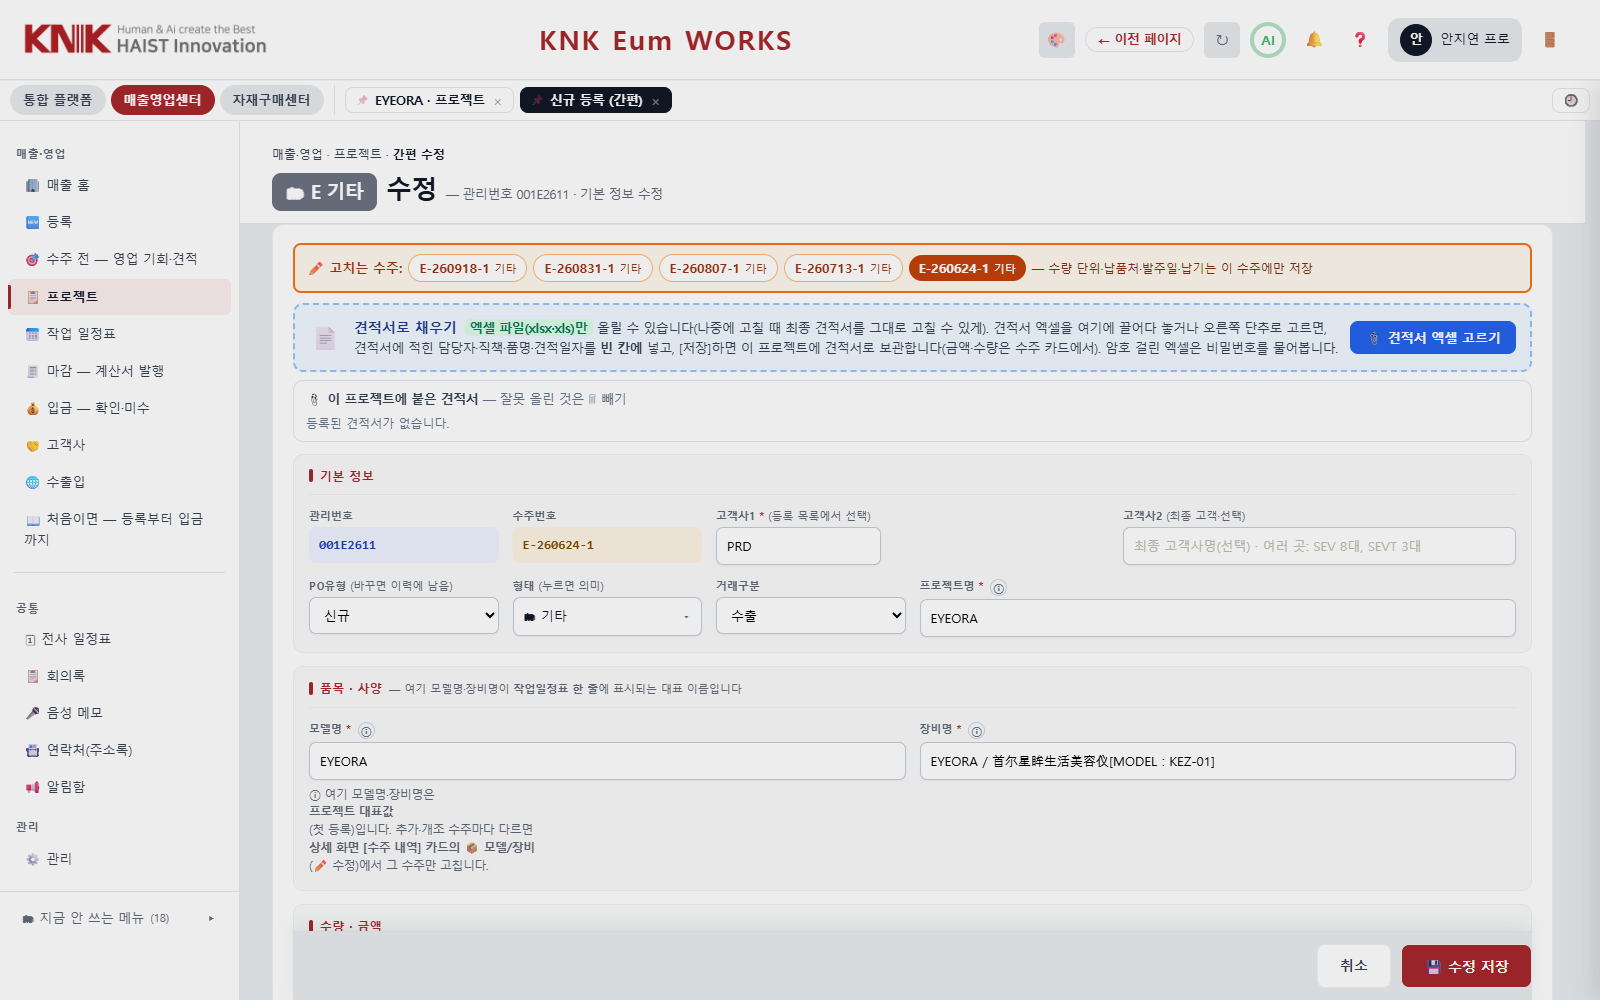 KNK Human & Ai create the Best
HAIST Innovation
KNK Eum WORKS
← 이전 페이지
AI
안 안지연 프로
통합 플랫폼
매출영업센터
자재구매센터
EYEORA · 프로젝트 ×
신규 등록 (간편) ×
매출·영업
매출 홈
등록
수주 전 — 영업 기회·견적
프로젝트
작업 일정표
마감 — 계산서 발행
입금 — 확인·미수
고객사
수출입
처음이면 — 등록부터 입금
까지
공통
전사 일정표
회의록
음성 메모
연락처(주소록)
알림함
관리
관리
지금 안 쓰는 메뉴 (18)
매출·영업 · 프로젝트 · 간편 수정
E 기타 수정 — 관리번호 001E2611 · 기본 정보 수정
고치는 수주: E-260918-1 기타 E-260831-1 기타 E-260807-1 기타 E-260713-1 기타 E-260624-1 기타 — 수량 단위·납품처·발주일·납기는 이 수주에만 저장
견적서로 채우기 엑셀 파일(xlsx·xls)만 올릴 수 있습니다(나중에 고칠 때 최종 견적서를 그대로 고칠 수 있게). 견적서 엑셀을 여기에 끌어다 놓거나 오른쪽 단추로 고르면,
견적서에 적힌 담당자·직책·품명·견적일자를 빈 칸에 넣고, [저장]하면 이 프로젝트에 견적서로 보관합니다(금액·수량은 수주 카드에서). 암호 걸린 엑셀은 비밀번호를 물어봅니다.
견적서 엑셀 고르기
이 프로젝트에 붙은 견적서 — 잘못 올린 것은 빼기
등록된 견적서가 없습니다.
기본 정보
관리번호
001E2611
수주번호
E-260624-1
고객사1 * (등록 목록에서 선택)
PRD
고객사2 (최종 고객·선택)
최종 고객사명(선택) · 여러 곳: SEV 8대, SEVT 3대
PO유형 (바꾸면 이력에 남음)
신규
형태 (누르면 의미)
기타
거래구분
수출
프로젝트명 *
EYEORA
품목 · 사양 — 여기 모델명·장비명이 작업일정표 한 줄에 표시되는 대표 이름입니다
모델명 *
EYEORA
장비명 *
EYEORA / 首尔星眸生活美容仪[MODEL : KEZ-01]
여기 모델명·장비명은
프로젝트 대표값
(첫 등록)입니다. 추가·개조 수주마다 다르면
상세 화면 [수주 내역] 카드의 모델/장비
( 수정)에서 그 수주만 고칩니다.
수량 · 금액
취소
수정 저장